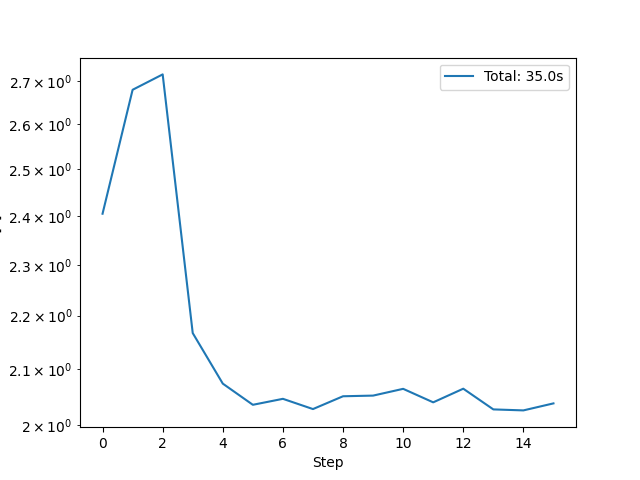 Total: 35.0s
2.7 × 10⁰
2.6 × 10⁰
2.5 × 10⁰
2.4 × 10⁰
2.3 × 10⁰
2.2 × 10⁰
2.1 × 10⁰
2 × 10⁰
0 2 4 6 8 10 12 14
Step